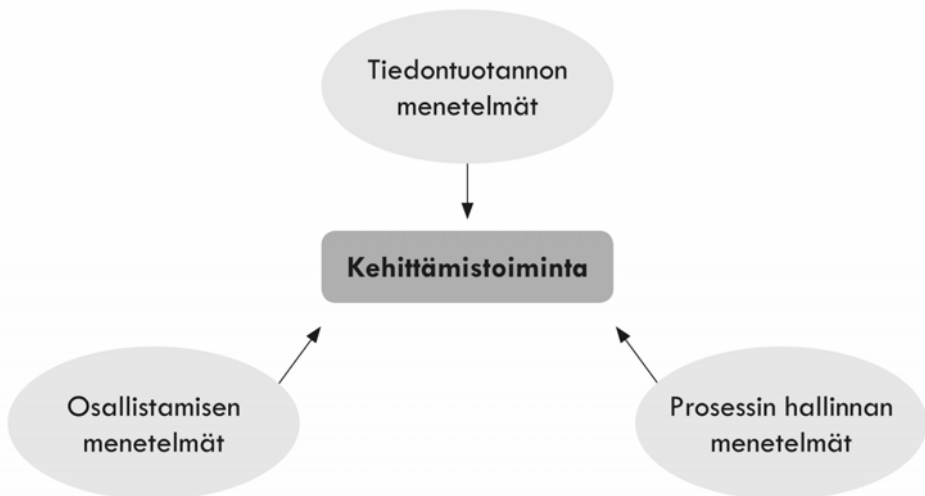 Tiedontuotannon
menetelmät
Kehittämistoiminta
Osallistamisen
menetelmät
Prosessin hallinnan
menetelmät